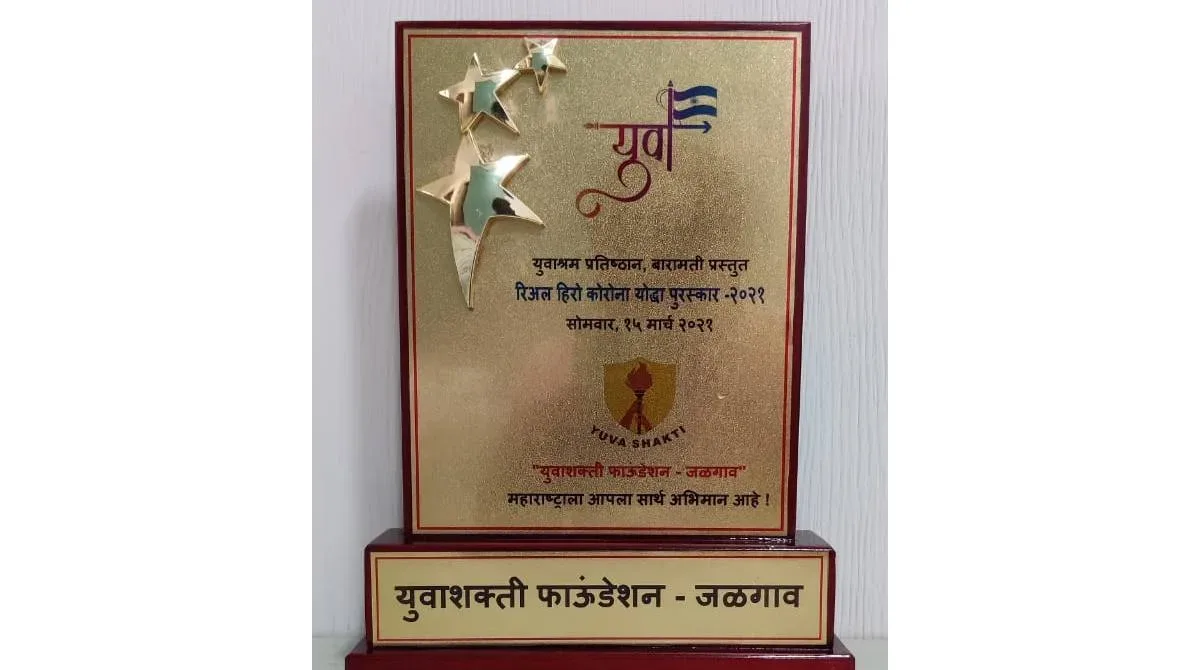 युवा
युवाश्रम प्रतिष्ठान, बारामती प्रस्तुत
रिअल हिरो कोरोना योद्धा पुरस्कार -२०२१
सोमवार, १५ मार्च २०२१
YUVA SHAKTI
"युवाशक्ती फाऊंडेशन - जळगाव"
महाराष्ट्राला आपला सार्थ अभिमान आहे !
युवाशक्ती फाऊंडेशन - जळगाव